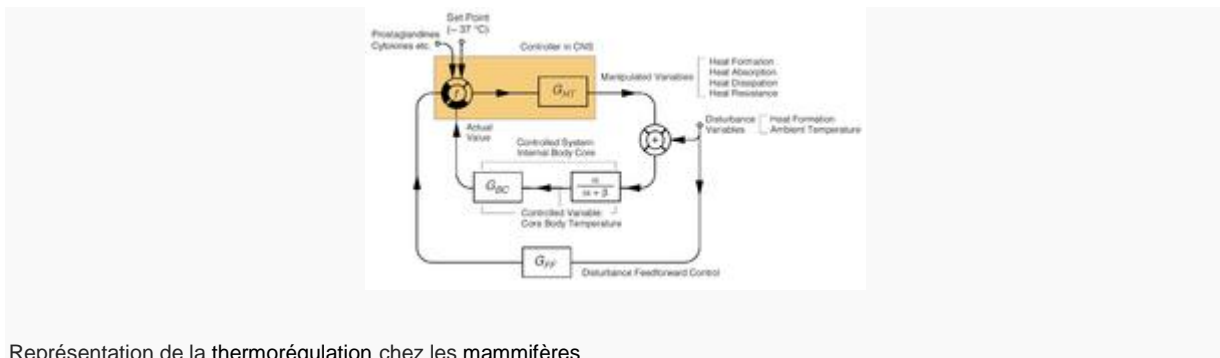 Set Point
(~ 37 °C)
Prostaglandines
Cytokines etc.
Controller in CNS
Manipulated Variables
Heat Formation
Heat Absorption
Heat Dissipation
Heat Resistance
G_MT
Actual
Value
Disturbance
Variables
Heat Formation
Ambient Temperature
+
Controlled System:
Internal Body Core
G_BC
α
α + β
Controlled Variable:
Core Body Temperature
G_FF
Disturbance Feedforward Control
Représentation de la thermorégulation chez les mammifères